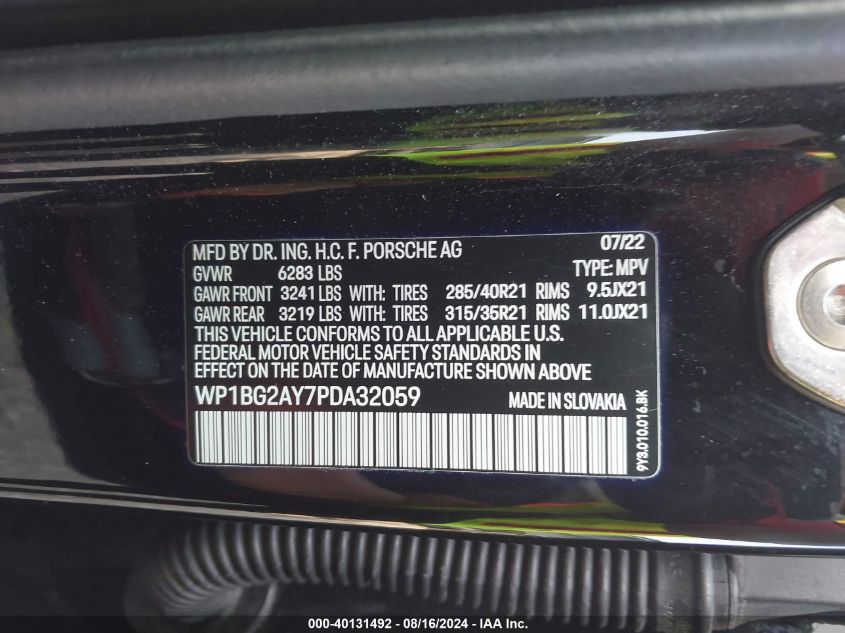 MFD BY DR. ING. H.C. F. PORSCHE AG 07/22
GVWR 6283 LBS TYPE: MPV
GAWR FRONT 3241 LBS WITH: TIRES 285/40R21 RIMS 9.5JX21
GAWR REAR 3219 LBS WITH: TIRES 315/35R21 RIMS 11.0JX21
THIS VEHICLE CONFORMS TO ALL APPLICABLE U.S.
FEDERAL MOTOR VEHICLE SAFETY STANDARDS IN
EFFECT ON THE DATE OF MANUFACTURE SHOWN ABOVE.
WP1BG2AY7PDA32059 MADE IN SLOVAKIA
9Y3.010.016.BK
000-40131492 - 08/16/2024 - IAA Inc.